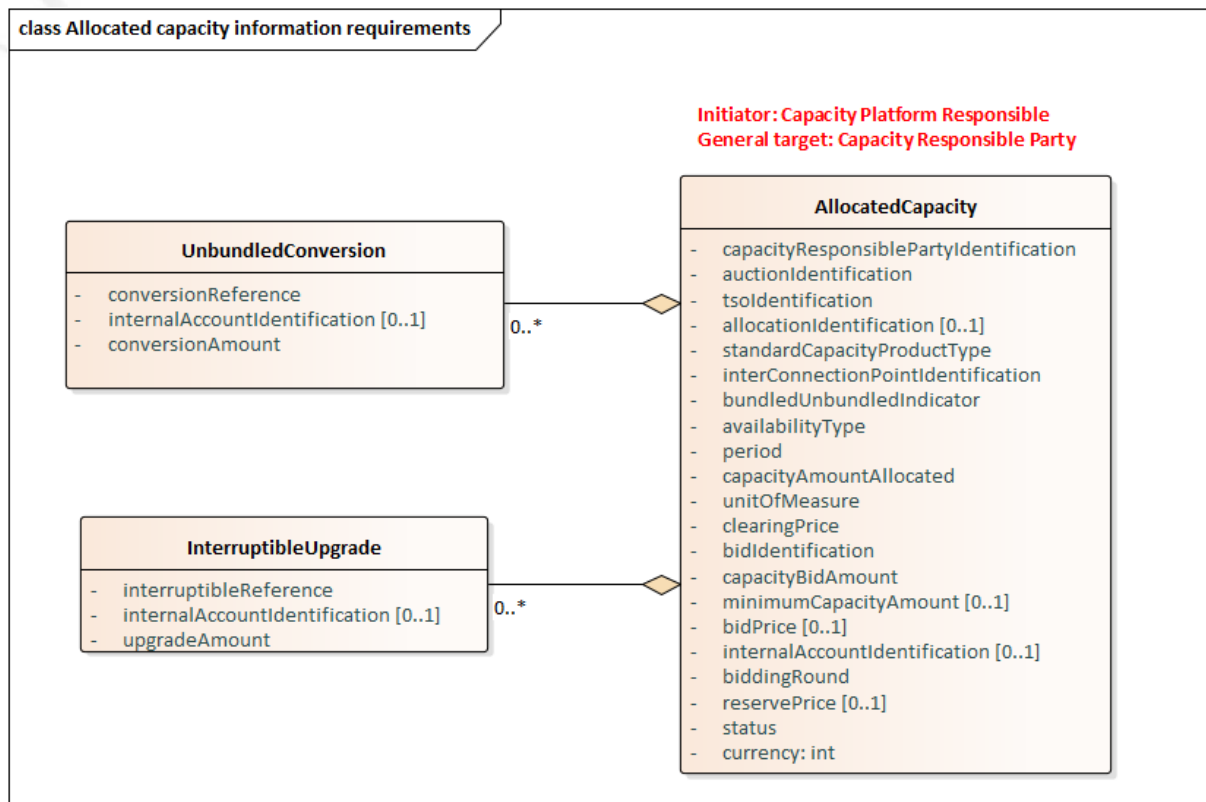 class Allocated capacity information requirements
Initiator: Capacity Platform Responsible
General target: Capacity Responsible Party
UnbundledConversion
- conversionReference
- internalAccountIdentification [0..1]
- conversionAmount
0..*
InterruptibleUpgrade
- interruptibleReference
- internalAccountIdentification [0..1]
- upgradeAmount
0..*
AllocatedCapacity
- capacityResponsiblePartyIdentification
- auctionIdentification
- tsoIdentification
- allocationIdentification [0..1]
- standardCapacityProductType
- interConnectionPointIdentification
- bundledUnbundledIndicator
- availabilityType
- period
- capacityAmountAllocated
- unitOfMeasure
- clearingPrice
- bidIdentification
- capacityBidAmount
- minimumCapacityAmount [0..1]
- bidPrice [0..1]
- internalAccountIdentification [0..1]
- biddingRound
- reservePrice [0..1]
- status
- currency: int